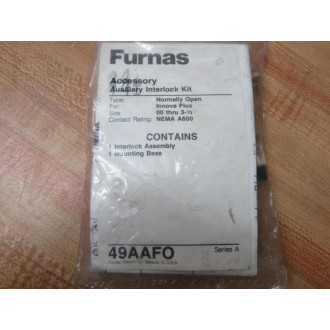 Furnas
Accessory
Auxiliary Interlock Kit
Type: Normally Open
For: Innova Plus
Size 00 thru 3-½
Contact Rating: NEMA A600
CONTAINS
1 Interlock Assembly
1 Mounting Base
49AAFO
Series A